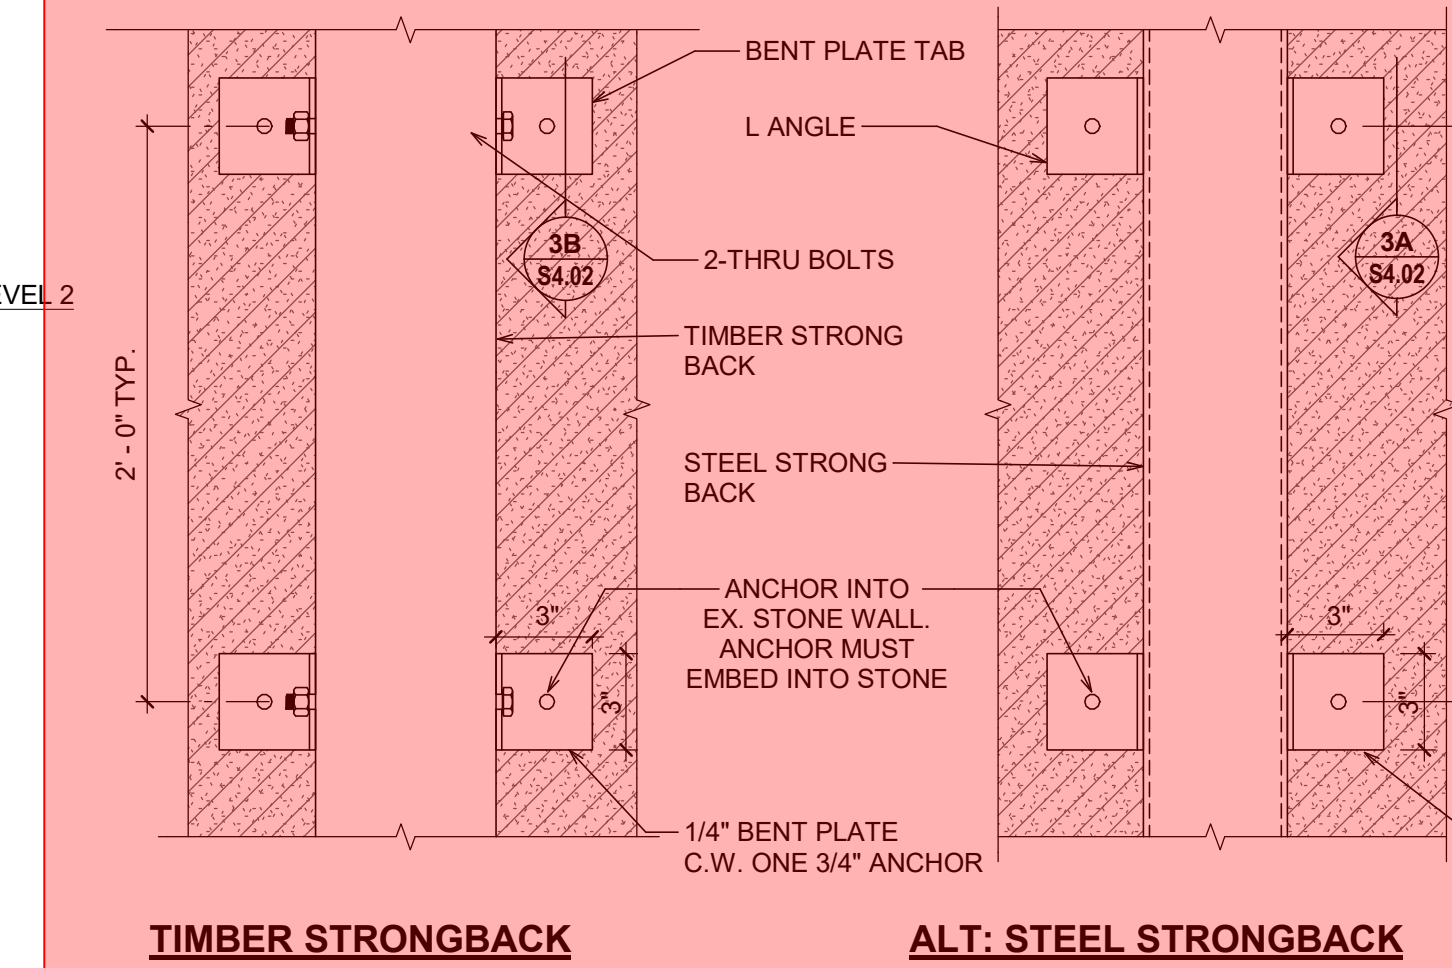 BENT PLATE TAB
L ANGLE
3B
S4.02
3A
S4.02
2-THRU BOLTS
LEVEL 2
TIMBER STRONG
BACK
2' - 0" TYP.
STEEL STRONG
BACK
ANCHOR INTO
EX. STONE WALL.
ANCHOR MUST
EMBED INTO STONE
3"
3"
3"
3"
1/4" BENT PLATE
C.W. ONE 3/4" ANCHOR
TIMBER STRONGBACK
ALT: STEEL STRONGBACK